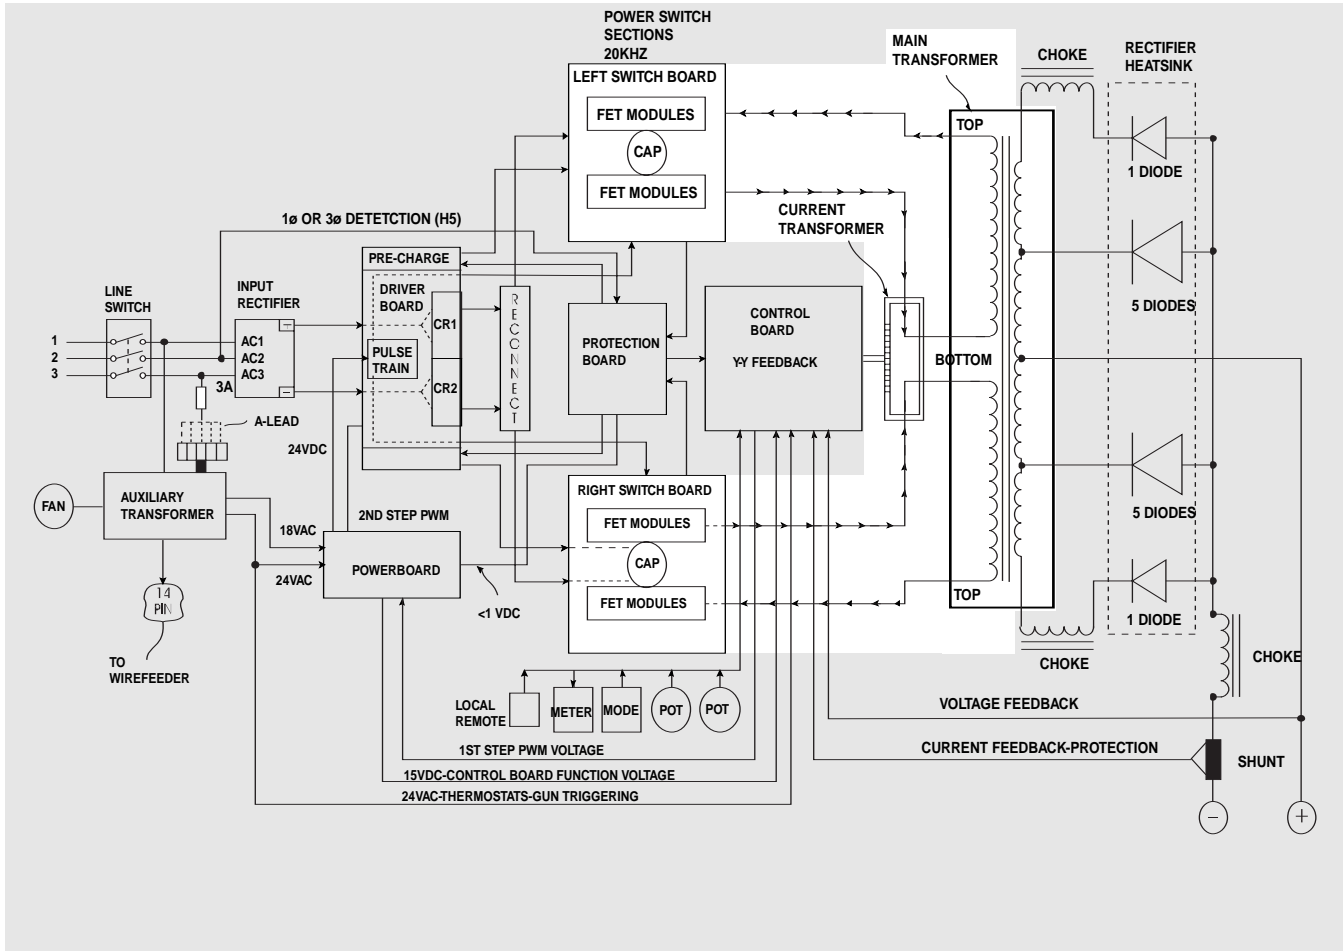 POWER SWITCH
SECTIONS
20KHZ
MAIN
TRANSFORMER
CHOKE
RECTIFIER
HEATSINK
LEFT SWITCH BOARD
FET MODULES
CAP
FET MODULES
TOP
1 DIODE
CURRENT
TRANSFORMER
1ø OR 3ø DETETCTION (H5)
PRE-CHARGE
DRIVER
BOARD
CR1
PULSE
TRAIN
CR2
RECONNECT
LINE
SWITCH
INPUT
RECTIFIER
1
2
3
AC1
AC2
AC3
+
−
3A
A-LEAD
24VDC
PROTECTION
BOARD
CONTROL
BOARD
Y-Y FEEDBACK
BOTTOM
5 DIODES
RIGHT SWITCH BOARD
FET MODULES
CAP
FET MODULES
TOP
5 DIODES
1 DIODE
CHOKE
CHOKE
FAN
AUXILIARY
TRANSFORMER
18VAC
24VAC
2ND STEP PWM
POWERBOARD
<1 VDC
14
PIN
TO
WIREFEEDER
LOCAL
REMOTE
METER
MODE
POT
POT
VOLTAGE FEEDBACK
1ST STEP PWM VOLTAGE
CURRENT FEEDBACK-PROTECTION
SHUNT
15VDC-CONTROL BOARD FUNCTION VOLTAGE
24VAC-THERMOSTATS-GUN TRIGGERING
−
+